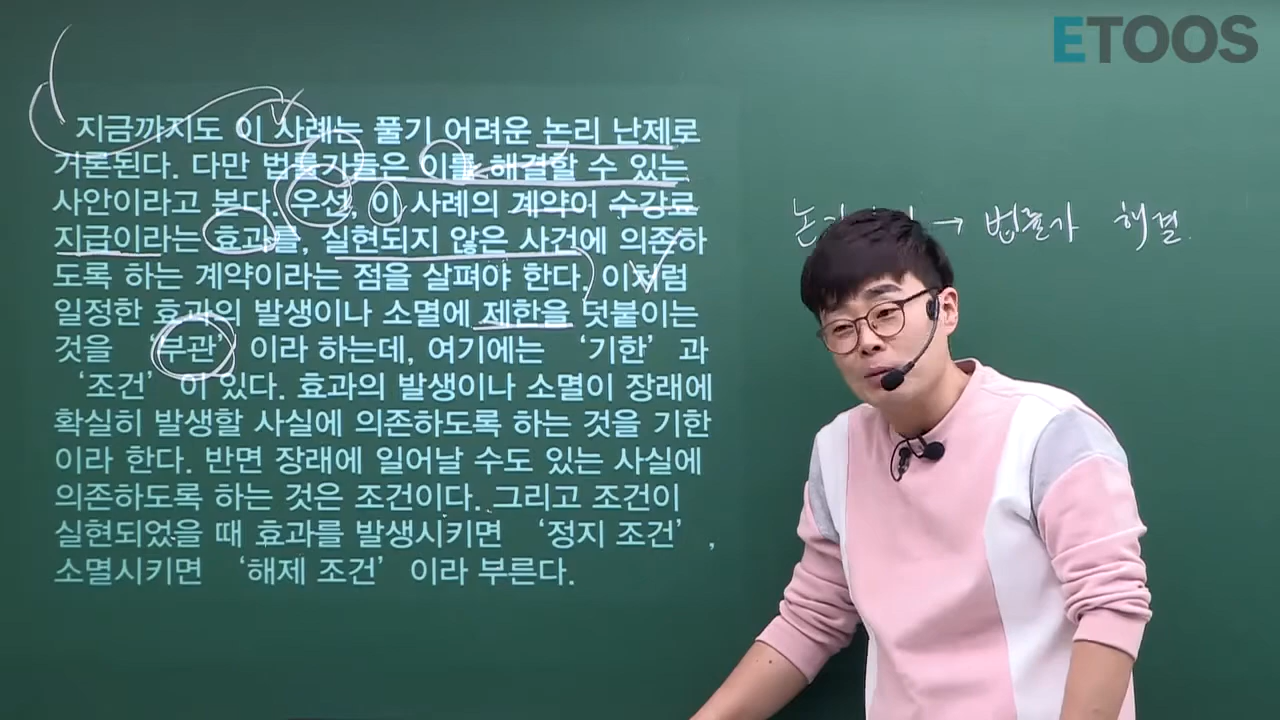 ETOOS
지금까지도 이 사례는 풀기 어려운 논리 난제로
거론된다. 다만 법률가들은 이를 해결할 수 있는
사안이라고 본다. 우선, 이 사례의 계약이 수강료
지급이라는 효과를, 실현되지 않은 사건에 의존하
도록 하는 계약이라는 점을 살펴야 한다. 이처럼
일정한 효과의 발생이나 소멸에 제한을 덧붙이는
것을 ‘부관’ 이라 하는데, 여기에는 ‘기한’ 과
‘조건’ 이 있다. 효과의 발생이나 소멸이 장래에
확실히 발생할 사실에 의존하도록 하는 것을 기한
이라 한다. 반면 장래에 일어날 수도 있는 사실에
의존하도록 하는 것은 조건이다. 그리고 조건이
실현되었을 때 효과를 발생시키면 ‘정지 조건’ ,
소멸시키면 ‘해제 조건’ 이라 부른다.
→ 법률가 해결.